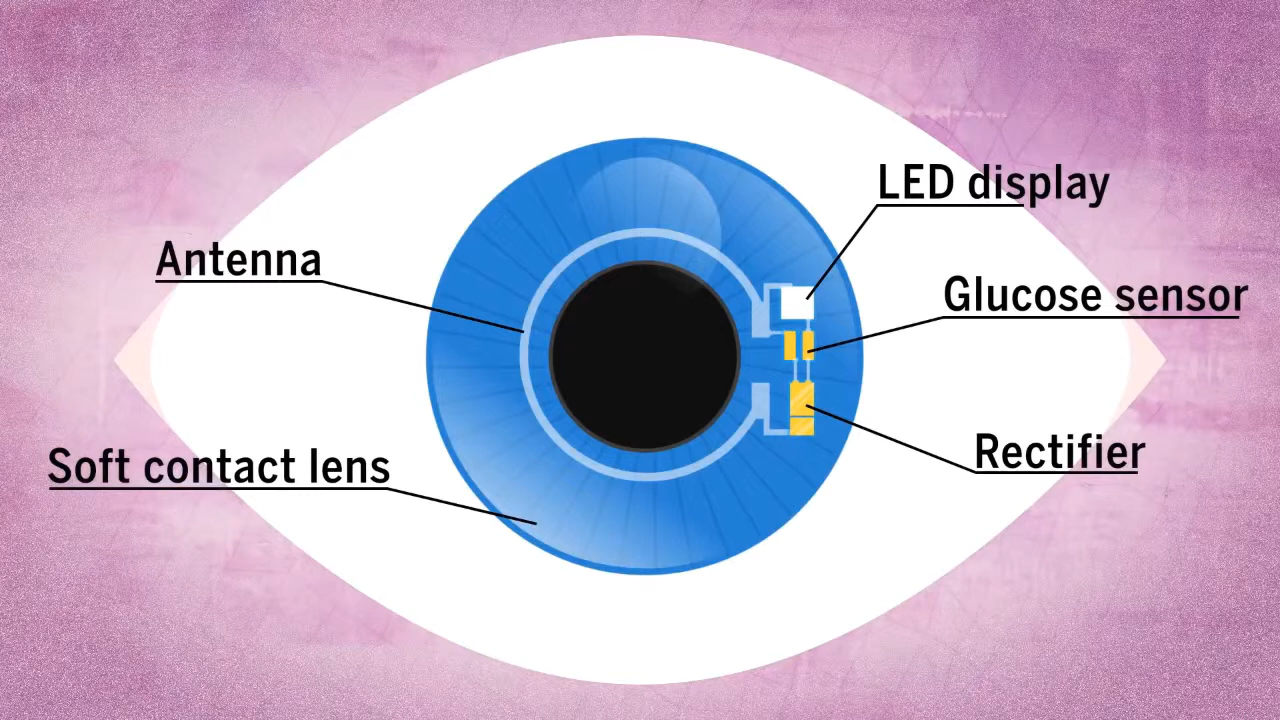 LED display
Antenna
Glucose sensor
Soft contact lens
Rectifier